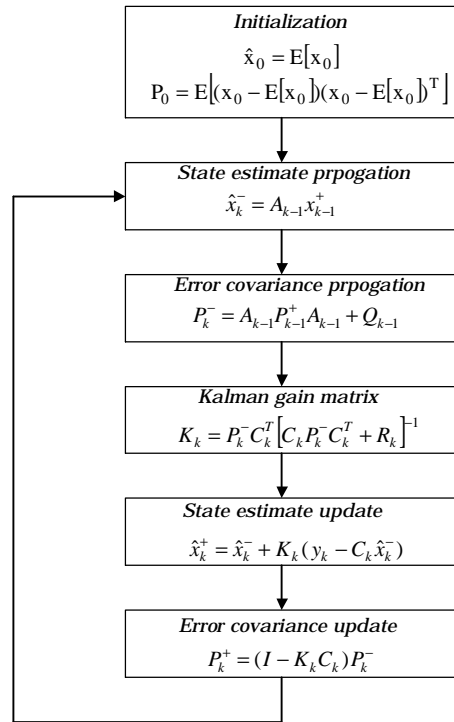 Initialization
x̂₀ = E[x₀]
P₀ = E[(x₀ − E[x₀])(x₀ − E[x₀])ᵀ]
State estimate prpogation
x̂ₖ⁻ = Aₖ₋₁xₖ₋₁⁺
Error covariance prpogation
Pₖ⁻ = Aₖ₋₁Pₖ₋₁⁺Aₖ₋₁ + Qₖ₋₁
Kalman gain matrix
Kₖ = Pₖ⁻Cₖᵀ[CₖPₖ⁻Cₖᵀ + Rₖ]⁻¹
State estimate update
x̂ₖ⁺ = x̂ₖ⁻ + Kₖ(yₖ − Cₖx̂ₖ⁻)
Error covariance update
Pₖ⁺ = (I − KₖCₖ)Pₖ⁻